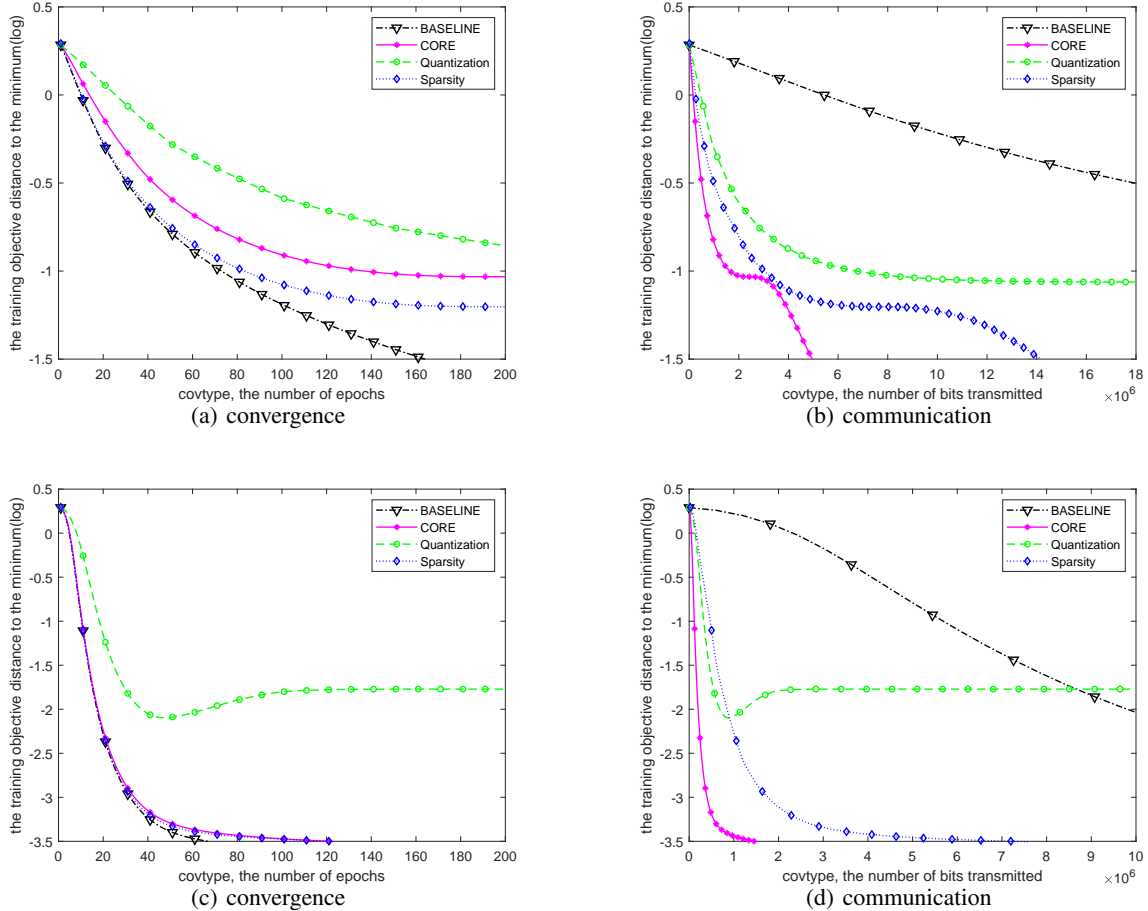 0.5
0
-0.5
-1.0
-1.5
the training objective distance to the minimum(log)
BASELINE
CORE
Quantization
Sparsity
0 20 40 60 80 100 120 140 160 180 200
covtype, the number of epochs
(a) convergence
0.5
0
-0.5
-1.0
-1.5
the training objective distance to the minimum(log)
BASELINE
CORE
Quantization
Sparsity
0 2 4 6 8 10 12 14 16 18
covtype, the number of bits transmitted
×10⁶
(b) communication
0.5
0
-0.5
-1
-1.5
-2
-2.5
-3
-3.5
the training objective distance to the minimum(log)
BASELINE
CORE
Quantization
Sparsity
0 20 40 60 80 100 120 140 160 180 200
covtype, the number of epochs
(c) convergence
0.5
0
-0.5
-1
-1.5
-2
-2.5
-3
-3.5
the training objective distance to the minimum(log)
BASELINE
CORE
Quantization
Sparsity
0 1 2 3 4 5 6 7 8 9 10
covtype, the number of bits transmitted
×10⁶
(d) communication